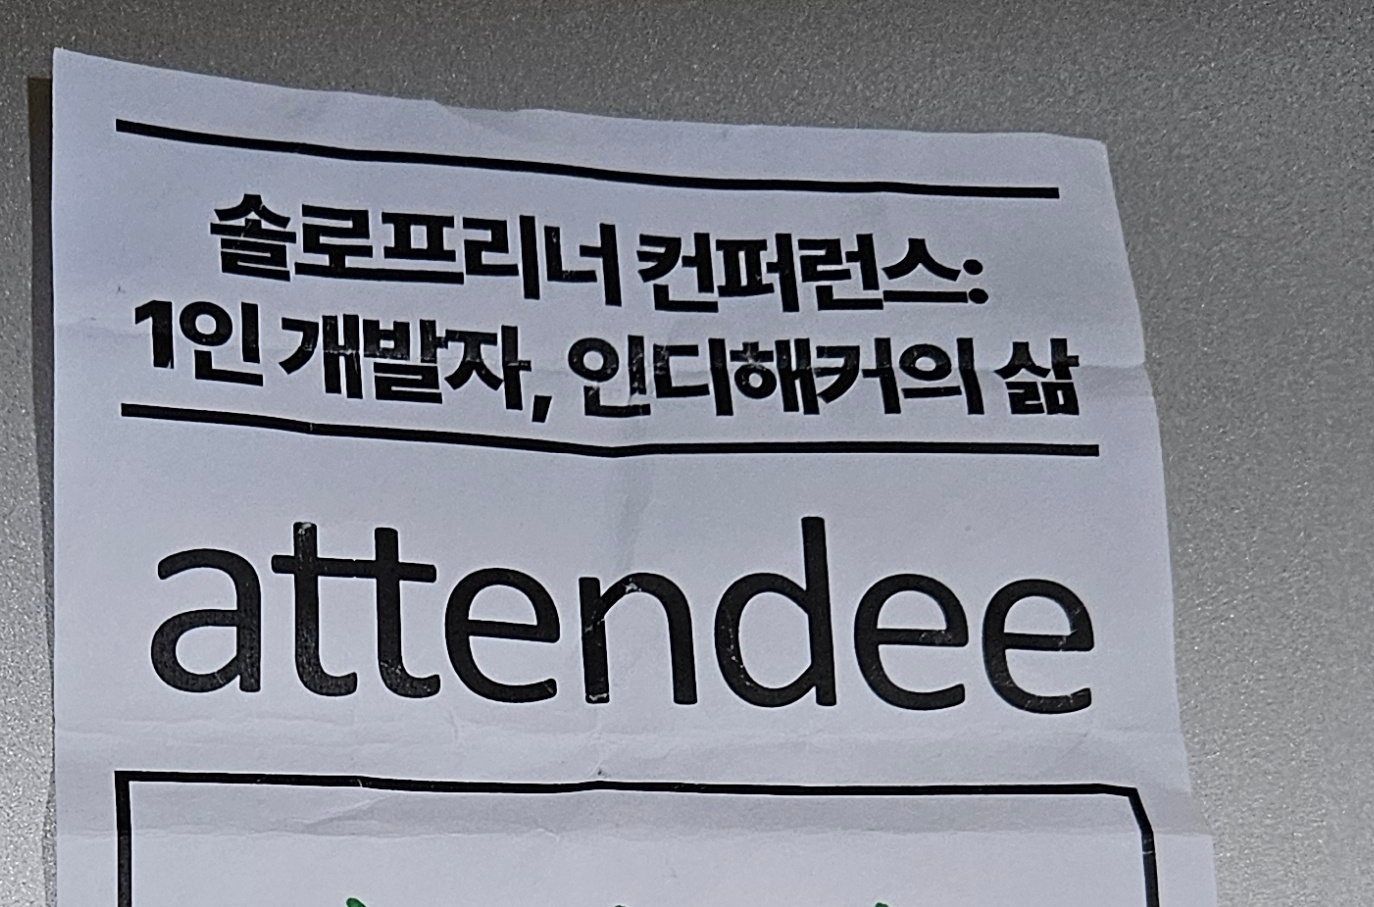 솔로프리너 컨퍼런스:
1인 개발자, 인디해커의 삶
attendee